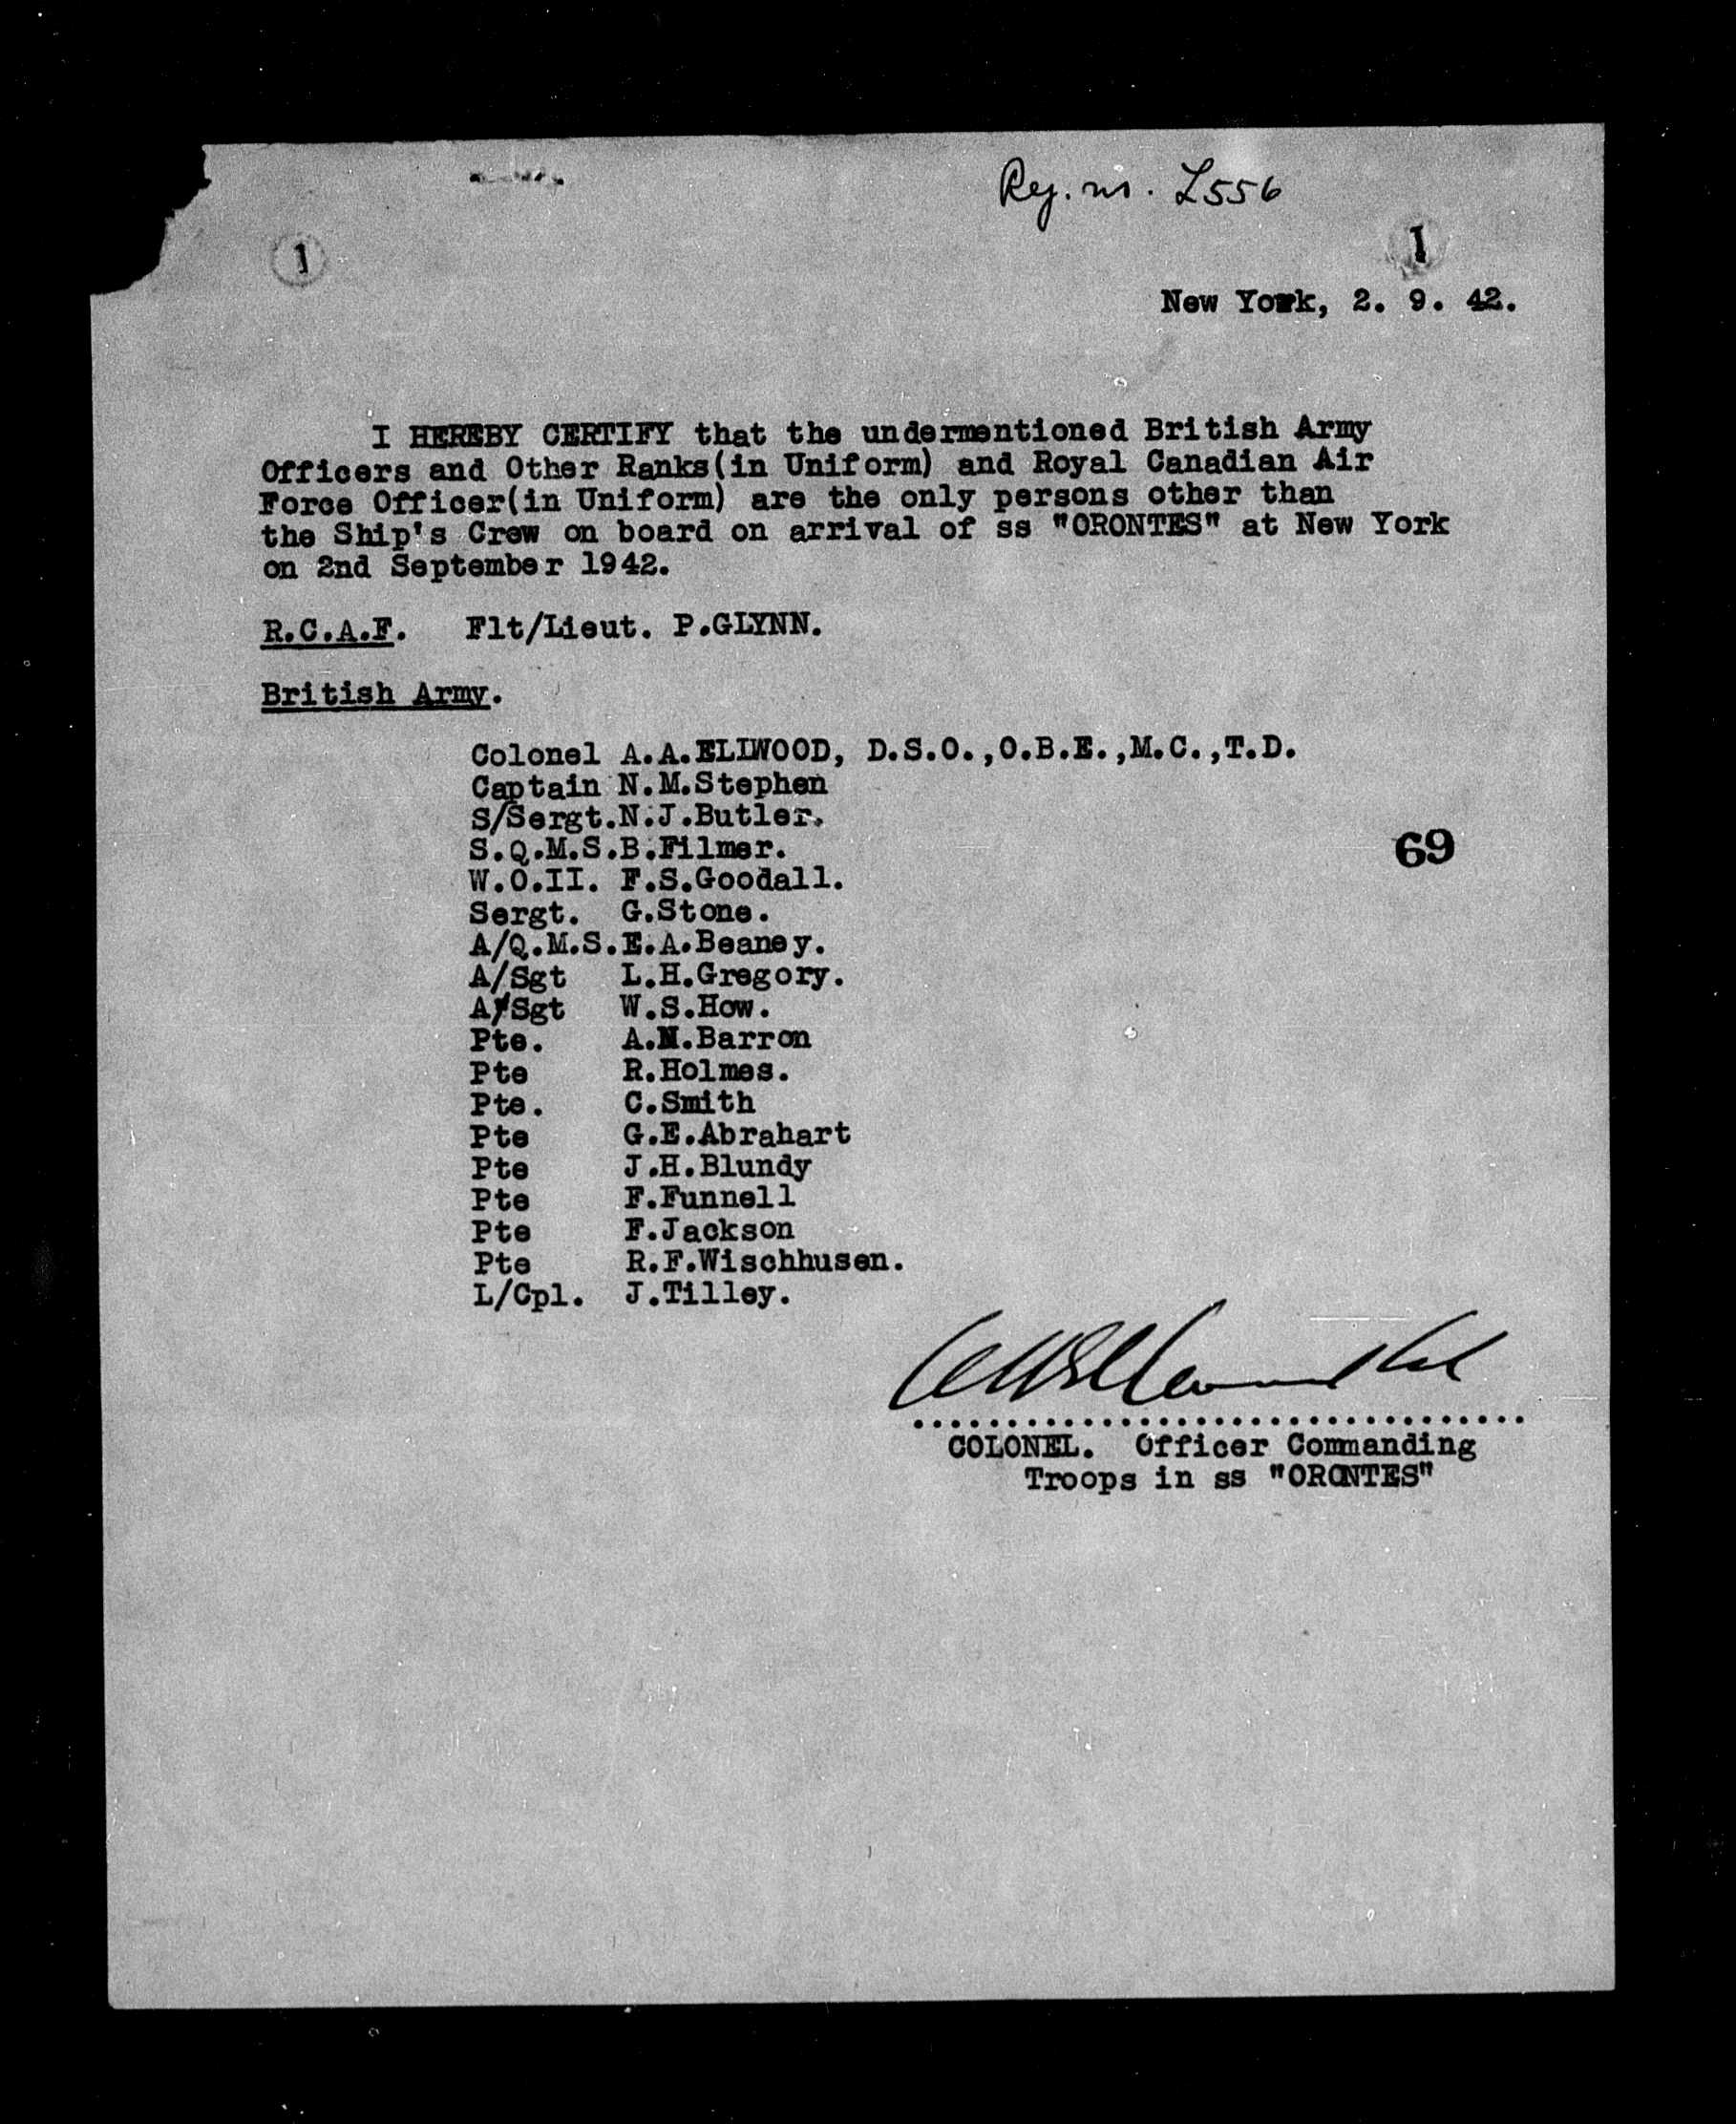 Reg. no. L556
1
1
New York, 2. 9. 42.
I HEREBY CERTIFY that the undermentioned British Army
Officers and Other Ranks(in Uniform) and Royal Canadian Air
Force Officer(in Uniform) are the only persons other than
the Ship's Crew on board on arrival of ss "ORONTES" at New York
on 2nd September 1942.
R.C.A.F. Flt/Lieut. P.GLYNN.
British Army.
Colonel A.A.ELLWOOD, D.S.O.,O.B.E.,M.C.,T.D.
Captain N.M.Stephen
S/Sergt.N.J.Butler.
69
S.Q.M.S.B.Filmer.
W.O.II. F.S.Goodall.
Sergt. G.Stone.
A/Q.M.S.E.A.Beaney.
A/Sgt L.H.Gregory.
A/Sgt W.S.How.
Pte. A.N.Barron
Pte R.Holmes.
Pte. C.Smith
Pte G.E.Abrahart
Pte J.H.Blundy
Pte F.Funnell
Pte F.Jackson
Pte R.F.Wischhusen.
L/Cpl. J.Tilley.
..................................
COLONEL. Officer Commanding
Troops in ss "ORONTES"